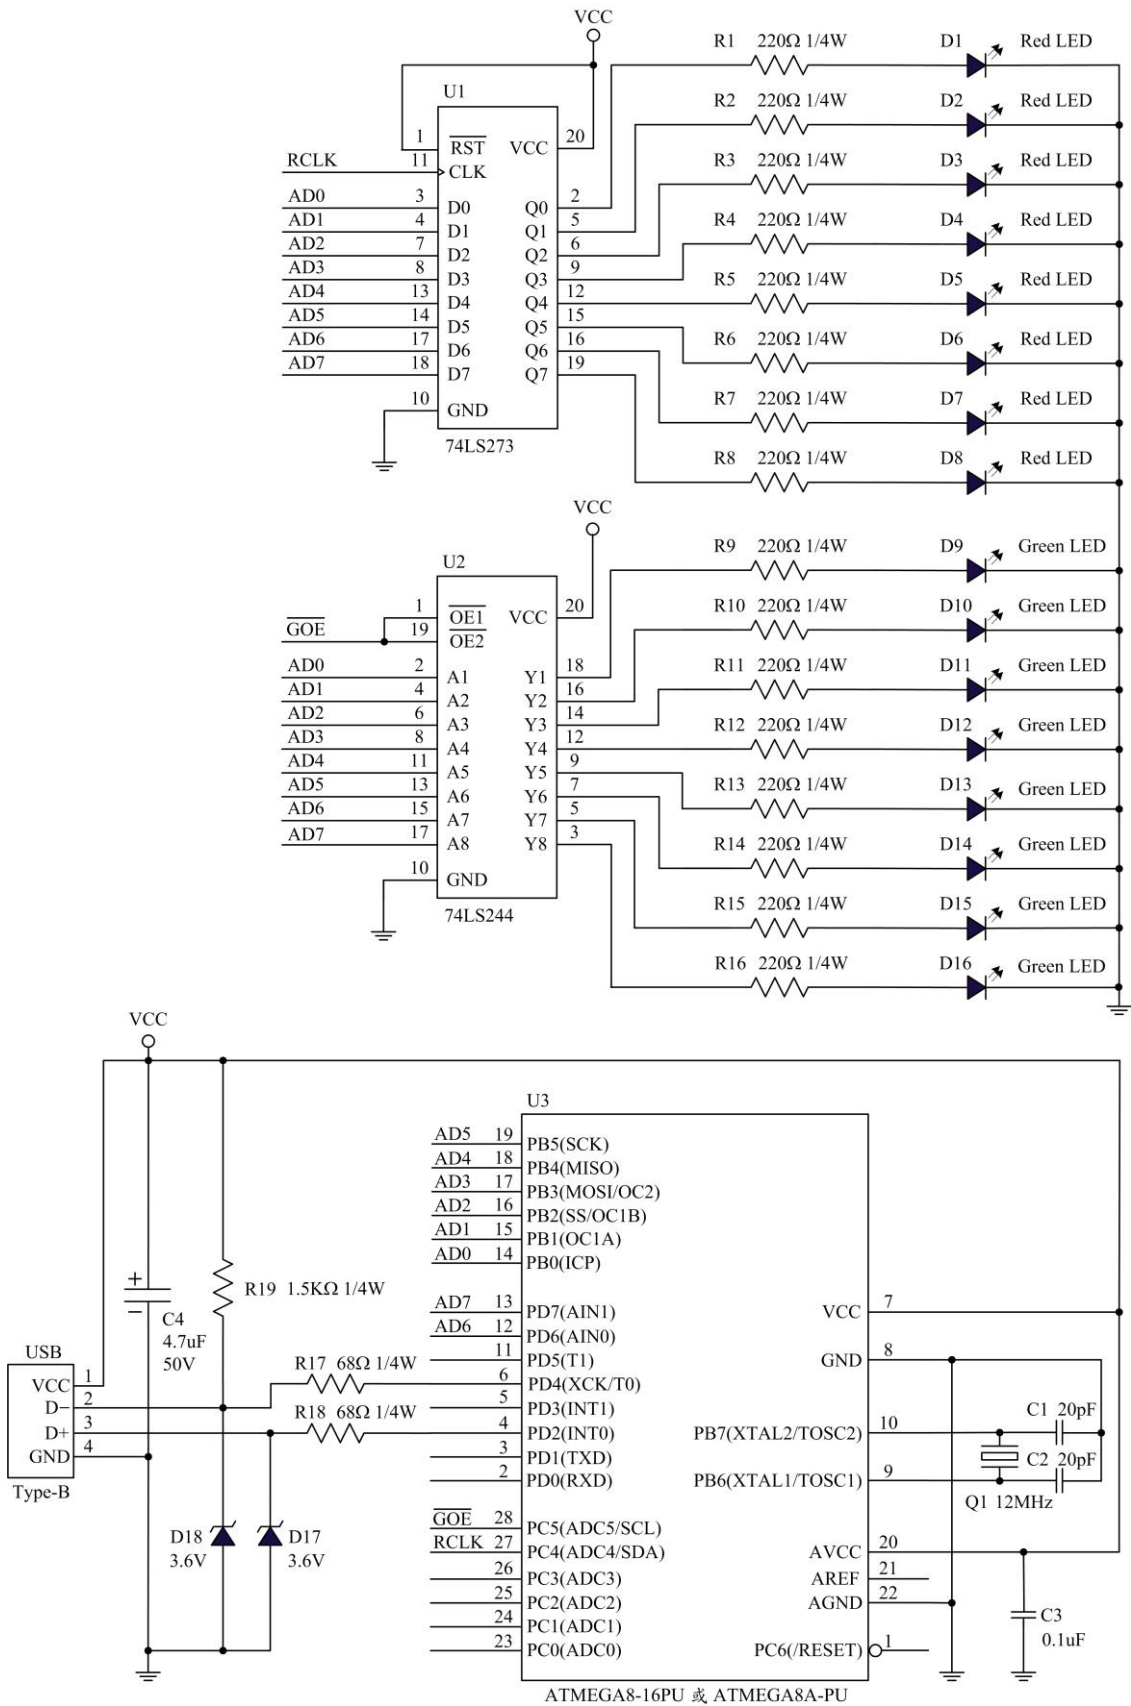 VCC
R1 220Ω 1/4W D1 Red LED
U1
R2 220Ω 1/4W D2 Red LED
1 RST VCC 20
RCLK 11 CLK
R3 220Ω 1/4W D3 Red LED
AD0 3 D0 Q0 2
AD1 4 D1 Q1 5
R4 220Ω 1/4W D4 Red LED
AD2 7 D2 Q2 6
AD3 8 D3 Q3 9
R5 220Ω 1/4W D5 Red LED
AD4 13 D4 Q4 12
AD5 14 D5 Q5 15
R6 220Ω 1/4W D6 Red LED
AD6 17 D6 Q6 16
AD7 18 D7 Q7 19
R7 220Ω 1/4W D7 Red LED
10 GND
74LS273
R8 220Ω 1/4W D8 Red LED
VCC
R9 220Ω 1/4W D9 Green LED
U2
1 OE1 VCC 20
R10 220Ω 1/4W D10 Green LED
GOE 19 OE2
AD0 2 A1 Y1 18
R11 220Ω 1/4W D11 Green LED
AD1 4 A2 Y2 16
AD2 6 A3 Y3 14
R12 220Ω 1/4W D12 Green LED
AD3 8 A4 Y4 12
AD4 11 A5 Y5 9
R13 220Ω 1/4W D13 Green LED
AD5 13 A6 Y6 7
AD6 15 A7 Y7 5
R14 220Ω 1/4W D14 Green LED
AD7 17 A8 Y8 3
10 GND
R15 220Ω 1/4W D15 Green LED
74LS244
R16 220Ω 1/4W D16 Green LED
VCC
U3
AD5 19 PB5(SCK)
AD4 18 PB4(MISO)
AD3 17 PB3(MOSI/OC2)
AD2 16 PB2(SS/OC1B)
AD1 15 PB1(OC1A)
AD0 14 PB0(ICP)
R19 1.5KΩ 1/4W
+
−
C4
4.7uF
50V
AD7 13 PD7(AIN1) VCC 7
AD6 12 PD6(AIN0)
11 PD5(T1) GND 8
USB
VCC 1
D− 2
D+ 3
GND 4
Type-B
R17 68Ω 1/4W
6 PD4(XCK/T0)
5 PD3(INT1)
R18 68Ω 1/4W
4 PD2(INT0) PB7(XTAL2/TOSC2) 10
C1 20pF
3 PD1(TXD)
C2 20pF
2 PD0(RXD) PB6(XTAL1/TOSC1) 9
Q1 12MHz
GOE 28 PC5(ADC5/SCL)
D18
3.6V
D17
3.6V
RCLK 27 PC4(ADC4/SDA) AVCC 20
26 PC3(ADC3) AREF 21
25 PC2(ADC2) AGND 22
24 PC1(ADC1)
C3
0.1uF
23 PC0(ADC0) PC6(/RESET) 1
ATMEGA8-16PU 或 ATMEGA8A-PU